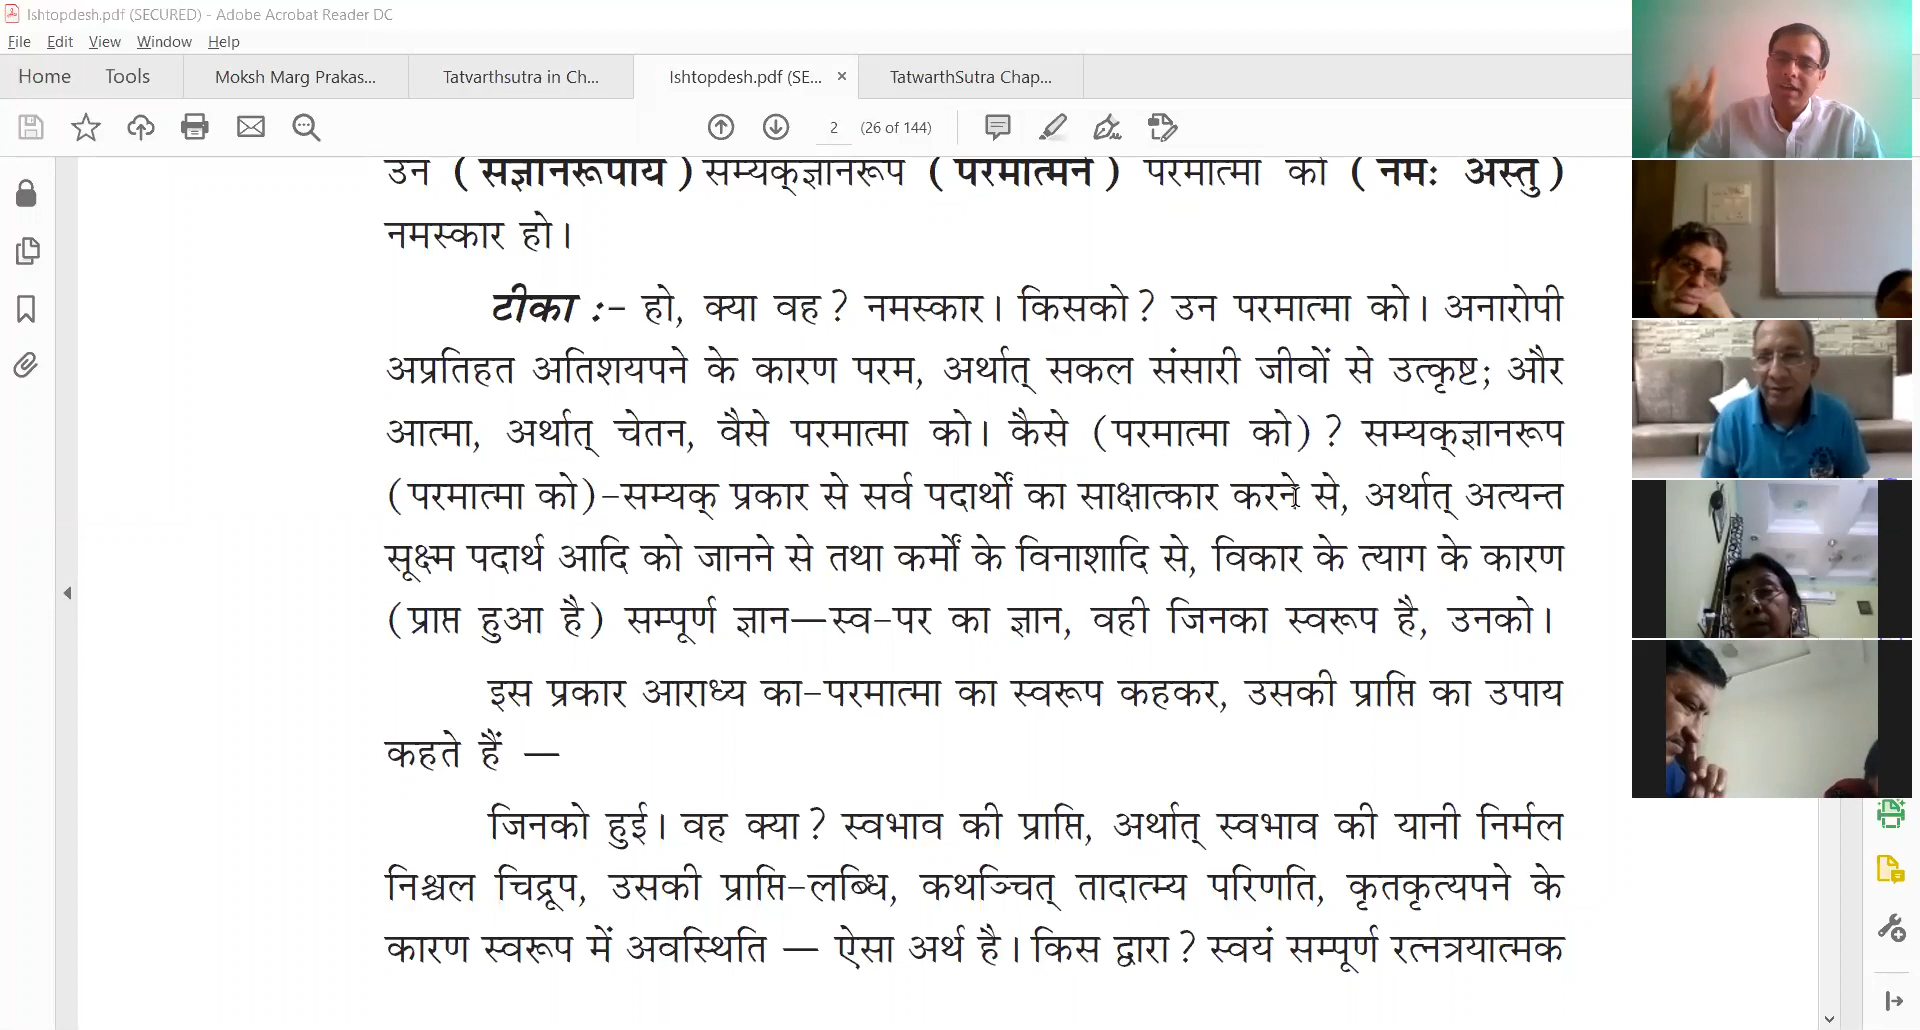 Ishtopdesh.pdf (SECURED) - Adobe Acrobat Reader DC
File Edit View Window Help
Home Tools Moksh Marg Prakas... Tatvarthsutra in Ch... Ishtopdesh.pdf (SE... × TatwarthSutra Chap...
2 (26 of 144)
उन (सज्ञानरूपाय) सम्यक्‌ज्ञानरूप (परमात्मने) परमात्मा को (नमः अस्तु)
नमस्कार हो।
टीका :- हो, क्या वह? नमस्कार। किसको? उन परमात्मा को। अनारोपी
अप्रतिहत अतिशयपने के कारण परम, अर्थात् सकल संसारी जीवों से उत्कृष्ट; और
आत्मा, अर्थात् चेतन, वैसे परमात्मा को। कैसे (परमात्मा को)? सम्यक्‌ज्ञानरूप
(परमात्मा को)-सम्यक् प्रकार से सर्व पदार्थों का साक्षात्कार करने से, अर्थात् अत्यन्त
सूक्ष्म पदार्थ आदि को जानने से तथा कर्मों के विनाशादि से, विकार के त्याग के कारण
(प्राप्त हुआ है) सम्पूर्ण ज्ञान—स्व-पर का ज्ञान, वही जिनका स्वरूप है, उनको।
इस प्रकार आराध्य का-परमात्मा का स्वरूप कहकर, उसकी प्राप्ति का उपाय
कहते हैं —
जिनको हुई। वह क्या? स्वभाव की प्राप्ति, अर्थात् स्वभाव की यानी निर्मल
निश्चल चिद्रूप, उसकी प्राप्ति-लब्धि, कथञ्चित् तादात्म्य परिणति, कृतकृत्यपने के
कारण स्वरूप में अवस्थिति — ऐसा अर्थ है। किस द्वारा? स्वयं सम्पूर्ण रत्नत्रयात्मक